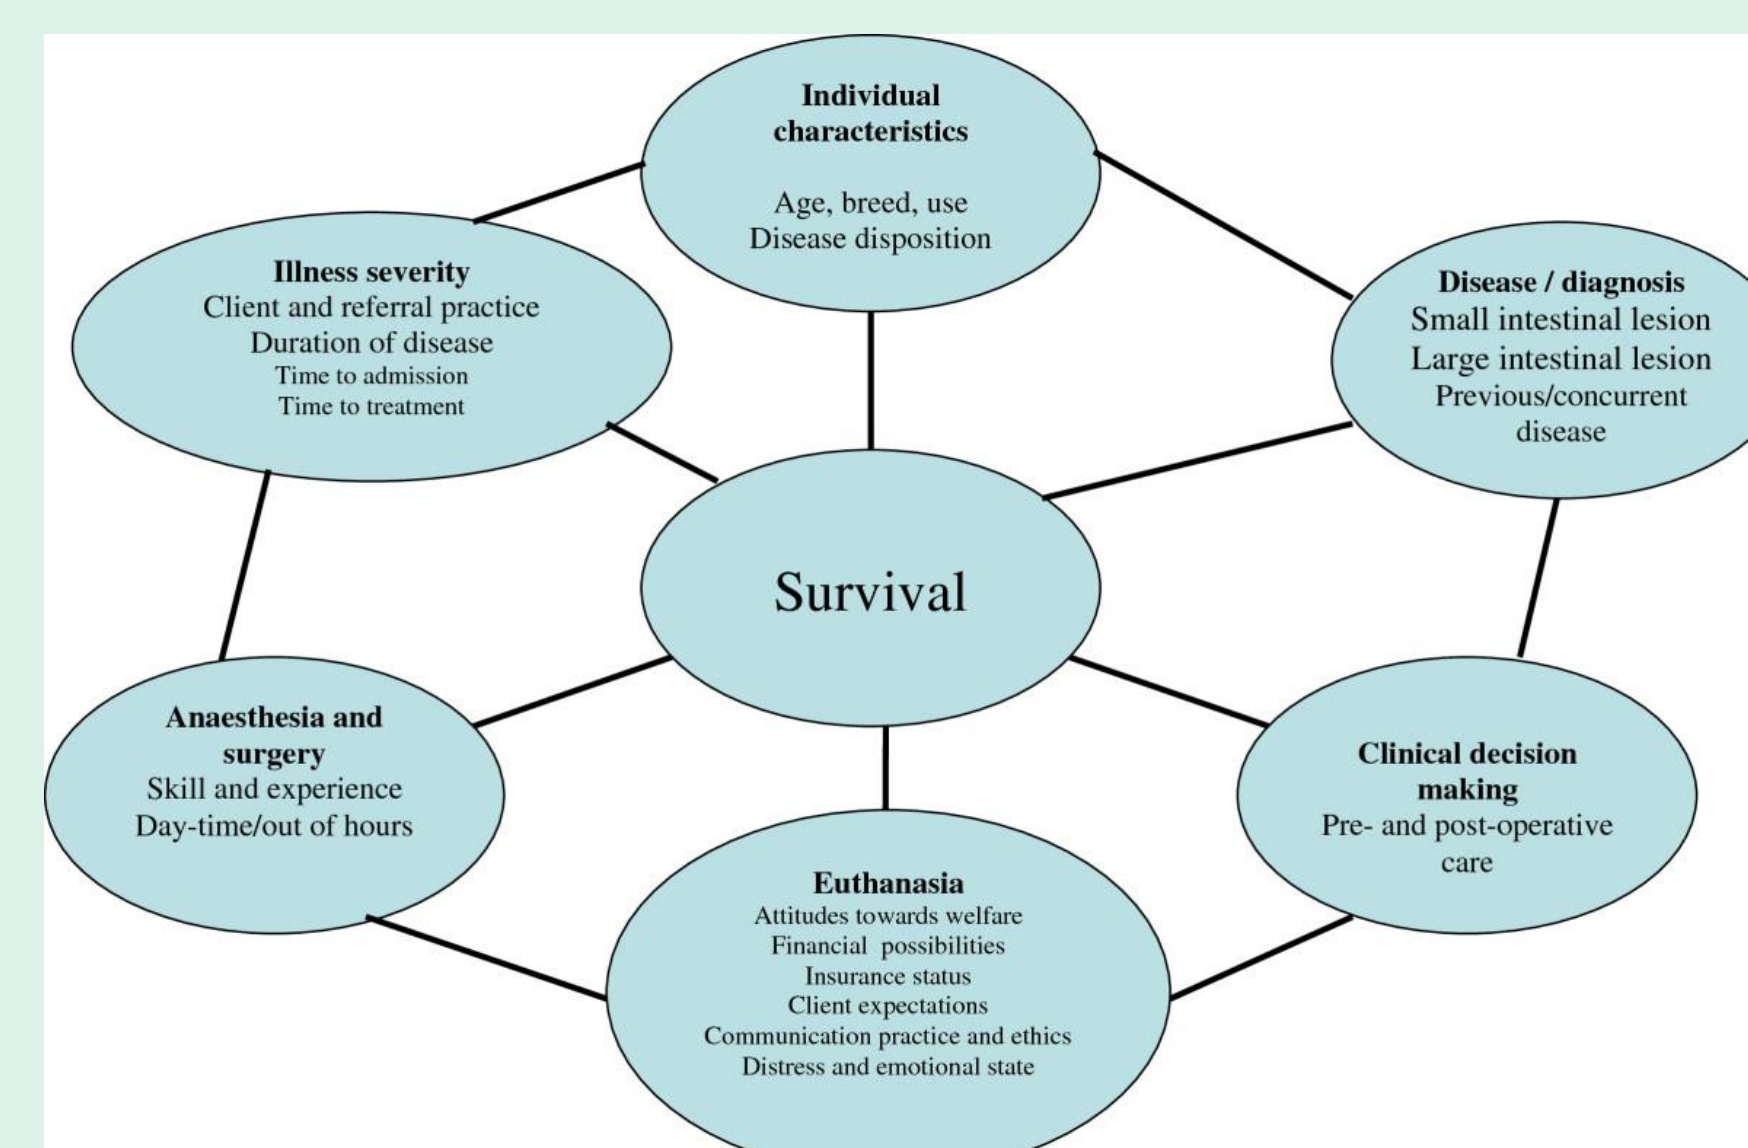 Individual
characteristics
Age, breed, use
Disease disposition
Illness severity
Client and referral practice
Duration of disease
Time to admission
Time to treatment
Disease / diagnosis
Small intestinal lesion
Large intestinal lesion
Previous/concurrent
disease
Survival
Anaesthesia and
surgery
Skill and experience
Day-time/out of hours
Clinical decision
making
Pre- and post-operative
care
Euthanasia
Attitudes towards welfare
Financial  possibilities
Insurance status
Client expectations
Communication practice and ethics
Distress and emotional state